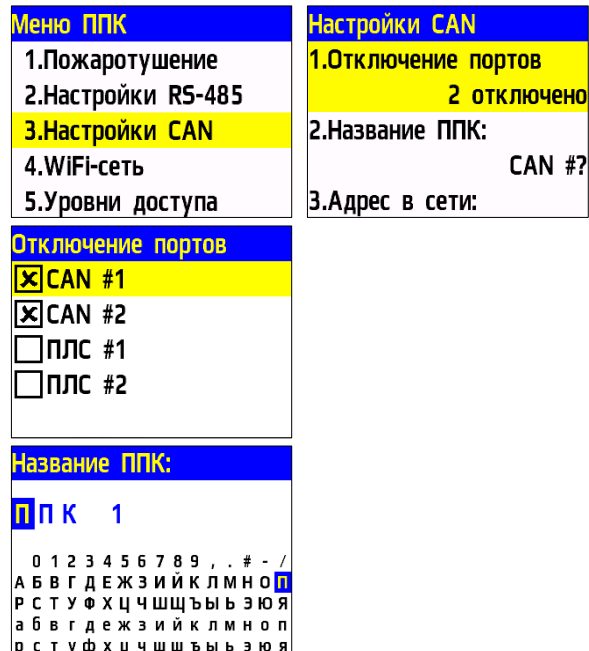 Меню ППК
1.Пожаротушение
2.Настройки RS-485
3.Настройки CAN
4.WiFi-сеть
5.Уровни доступа
Настройки CAN
1.Отключение портов
2 отключено
2.Название ППК:
CAN #?
3.Адрес в сети:
Отключение портов
CAN #1
CAN #2
ПЛС #1
ПЛС #2
Название ППК:
ППК 1
0 1 2 3 4 5 6 7 8 9 , . # - /
А Б В Г Д Е Ж З И Й К Л М Н О П
Р С Т У Ф Х Ц Ч Ш Щ Ъ Ы Ь Э Ю Я
а б в г д е ж з и й к л м н о п
р с т у ф х ц ч ш щ ъ ы ь э ю я